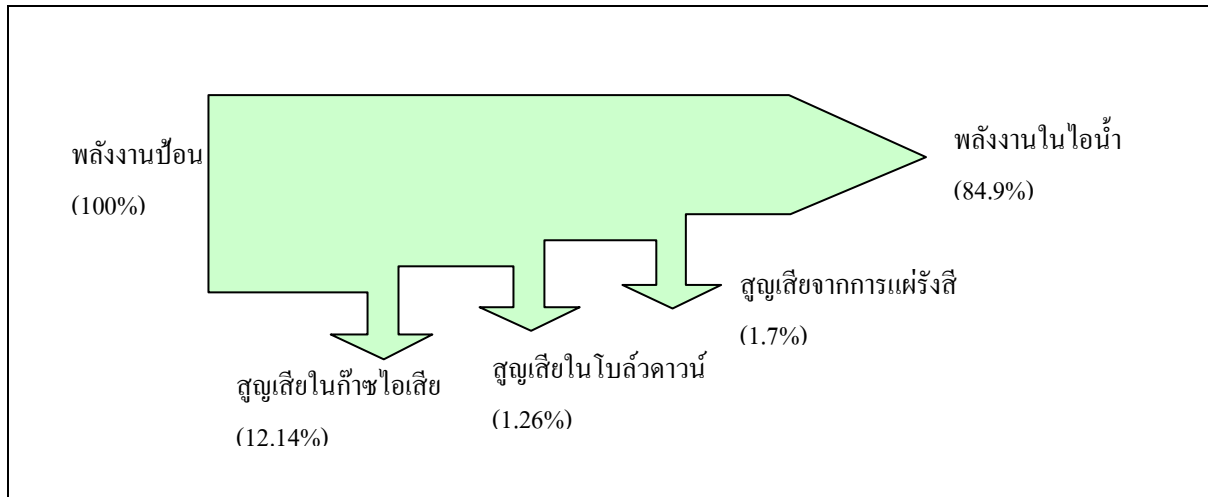 พลังงานป้อน
(100%)
พลังงานในไอน้ำ
(84.9%)
สูญเสียจากการแผ่รังสี
(1.7%)
สูญเสียในโบล์วดาวน์
(1.26%)
สูญเสียในก๊าซไอเสีย
(12.14%)